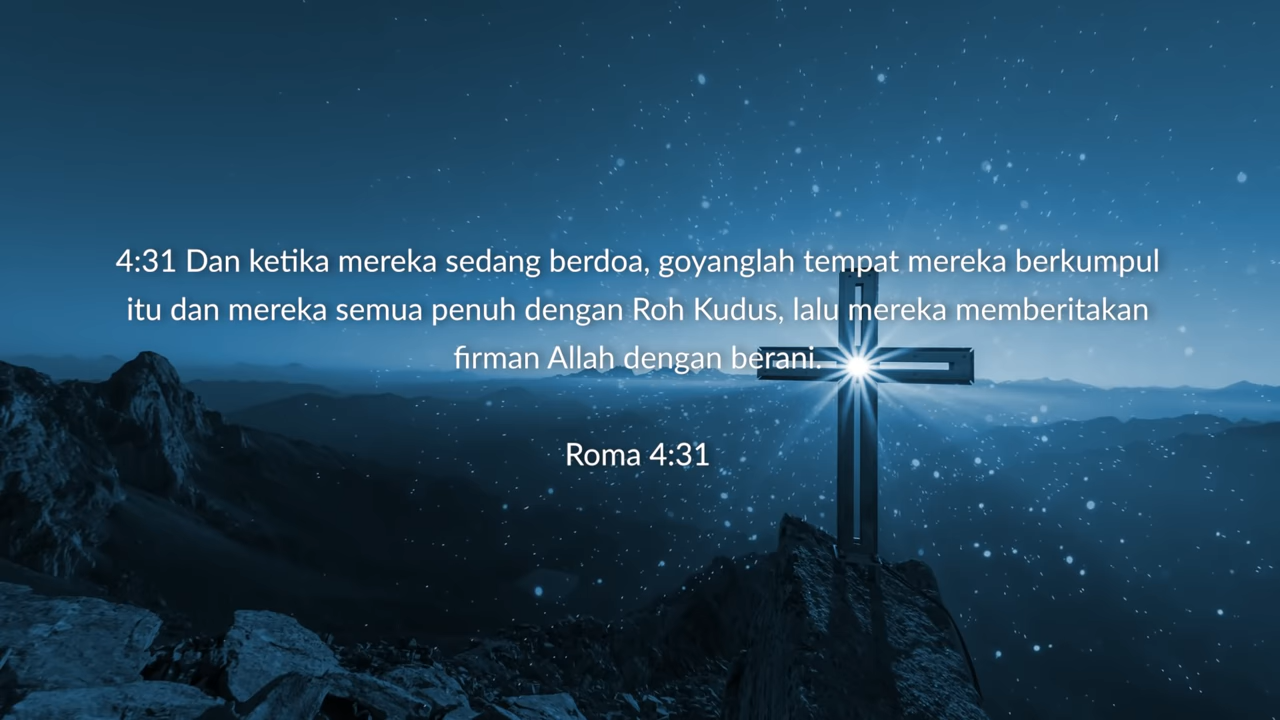 4:31 Dan ketika mereka sedang berdoa, goyanglah tempat mereka berkumpul
itu dan mereka semua penuh dengan Roh Kudus, lalu mereka memberitakan
firman Allah dengan berani.
Roma 4:31